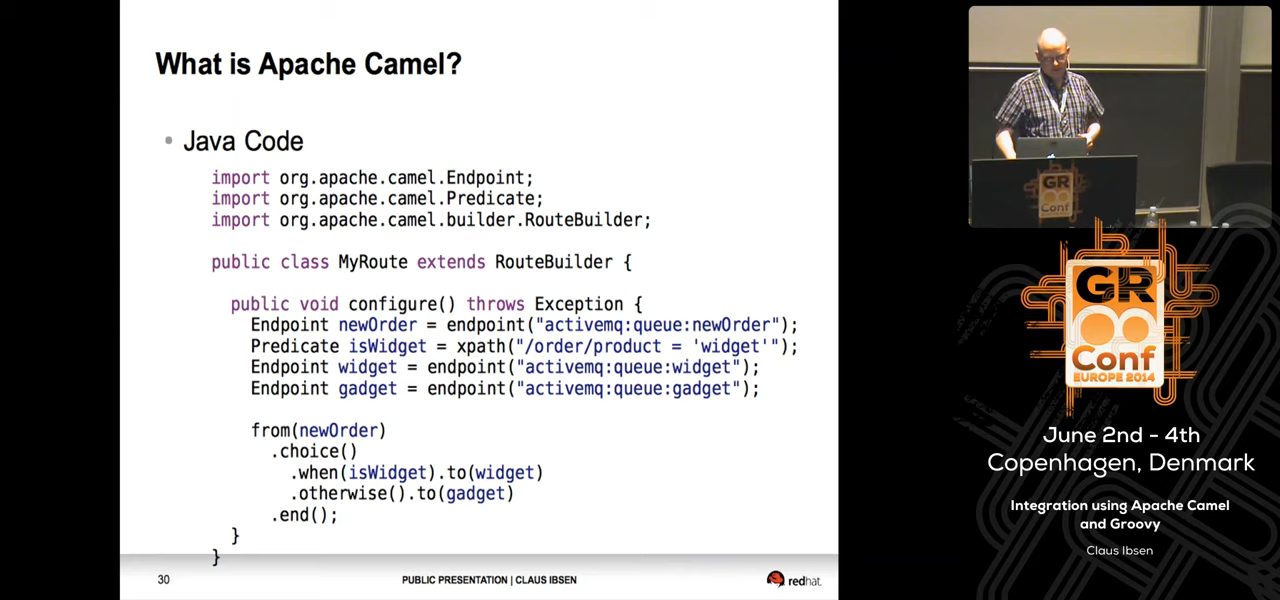 What is Apache Camel?
• Java Code
import org.apache.camel.Endpoint;
import org.apache.camel.Predicate;
import org.apache.camel.builder.RouteBuilder;
public class MyRoute extends RouteBuilder {
public void configure() throws Exception {
Endpoint newOrder = endpoint("activemq:queue:newOrder");
Predicate isWidget = xpath("/order/product = 'widget'");
Endpoint widget = endpoint("activemq:queue:widget");
Endpoint gadget = endpoint("activemq:queue:gadget");
from(newOrder)
.choice()
.when(isWidget).to(widget)
.otherwise().to(gadget)
.end();
}
}
30
PUBLIC PRESENTATION | CLAUS IBSEN
redhat.
GR
Conf
GR
Conf
EUROPE 2014
June 2nd - 4th
Copenhagen, Denmark
Integration using Apache Camel
and Groovy
Claus Ibsen